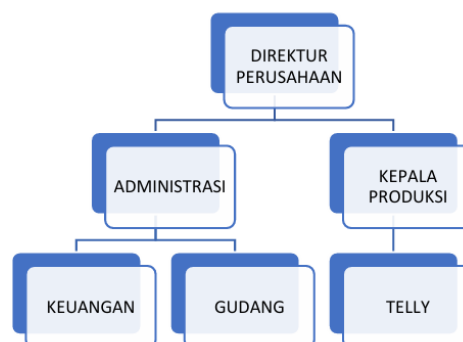 DIREKTUR
PERUSAHAAN
ADMINISTRASI
KEPALA
PRODUKSI
KEUANGAN
GUDANG
TELLY